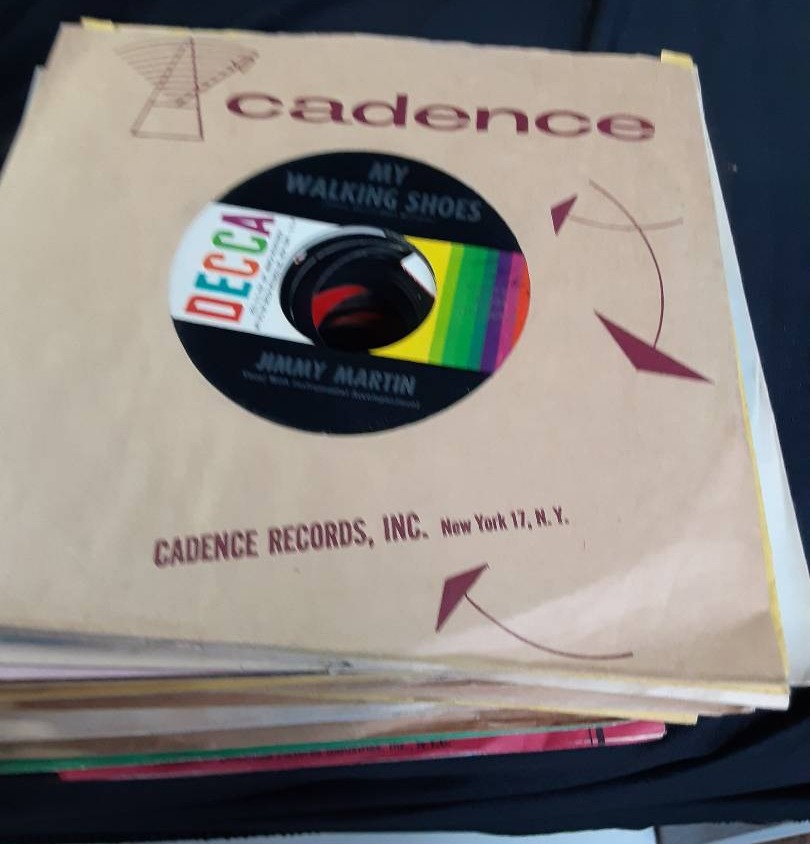 cadence
MY
WALKING SHOES
DECCA
JIMMY MARTIN
CADENCE RECORDS, INC. New York 17, N. Y.